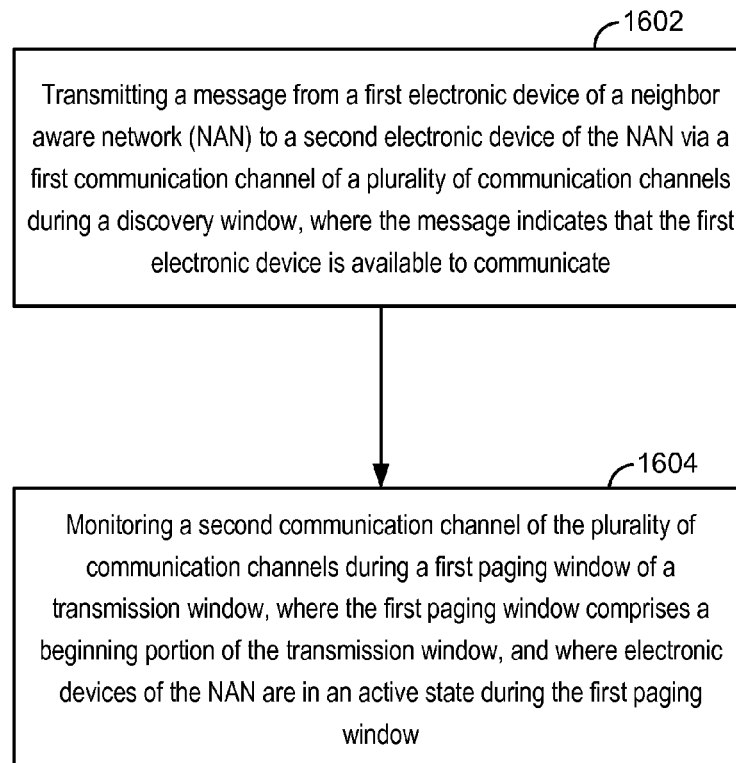 1602
Transmitting a message from a first electronic device of a neighbor
aware network (NAN) to a second electronic device of the NAN via a
first communication channel of a plurality of communication channels
during a discovery window, where the message indicates that the first
electronic device is available to communicate
1604
Monitoring a second communication channel of the plurality of
communication channels during a first paging window of a
transmission window, where the first paging window comprises a
beginning portion of the transmission window, and where electronic
devices of the NAN are in an active state during the first paging
window